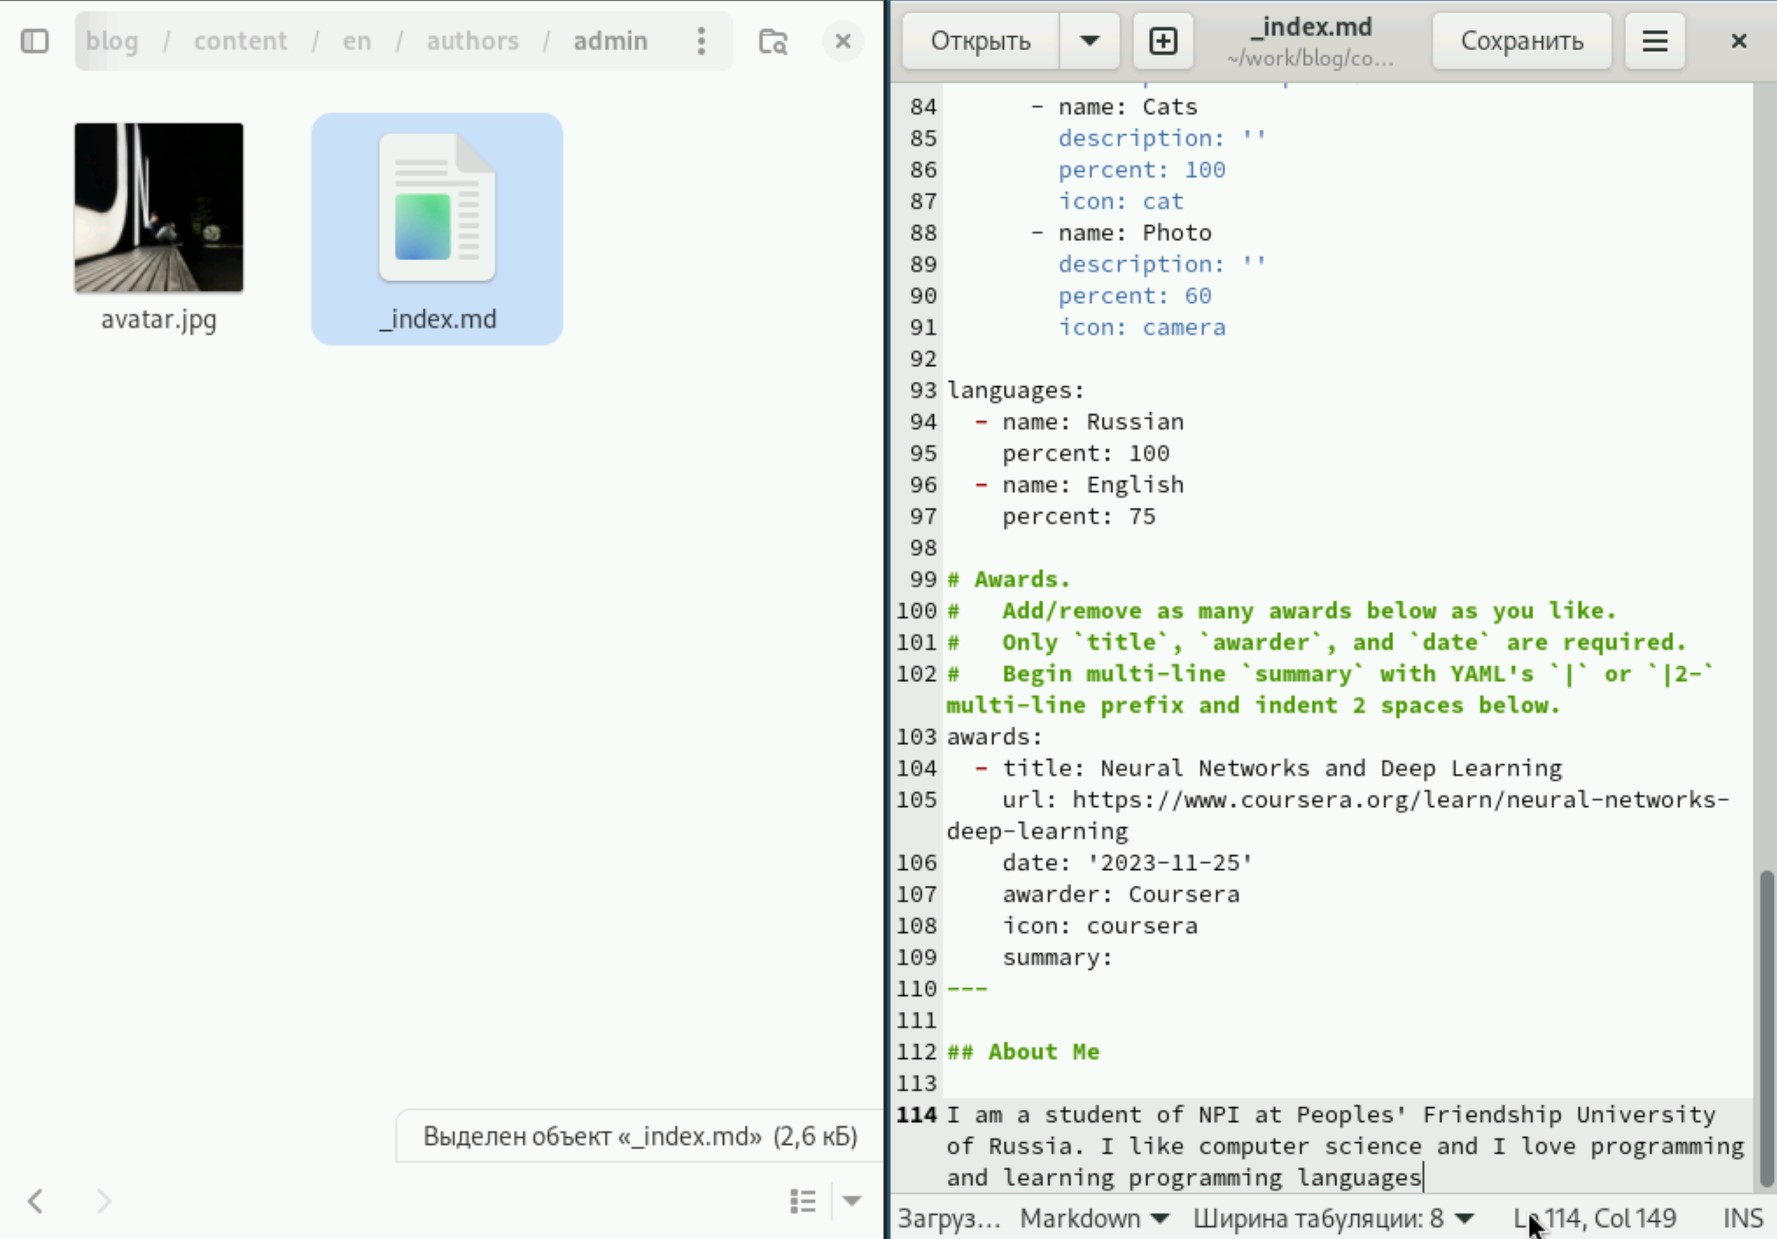 blog / content / en / authors / admin
avatar.jpg
_index.md
Выделен объект «_index.md» (2,6 кБ)
Открыть
_index.md
~/work/blog/co...
Сохранить
84 - name: Cats
85 description: ''
86 percent: 100
87 icon: cat
88 - name: Photo
89 description: ''
90 percent: 60
91 icon: camera
92
93 languages:
94 - name: Russian
95 percent: 100
96 - name: English
97 percent: 75
98
99 # Awards.
100 #   Add/remove as many awards below as you like.
101 #   Only `title`, `awarder`, and `date` are required.
102 #   Begin multi-line `summary` with YAML's `|` or `|2-`
multi-line prefix and indent 2 spaces below.
103 awards:
104 - title: Neural Networks and Deep Learning
105 url: https://www.coursera.org/learn/neural-networks-
deep-learning
106 date: '2023-11-25'
107 awarder: Coursera
108 icon: coursera
109 summary:
110 ---
111
112 ## About Me
113
114 I am a student of NPI at Peoples' Friendship University
of Russia. I like computer science and I love programming
and learning programming languages
Загруз... Markdown Ширина табуляции: 8 114, Col 149 INS